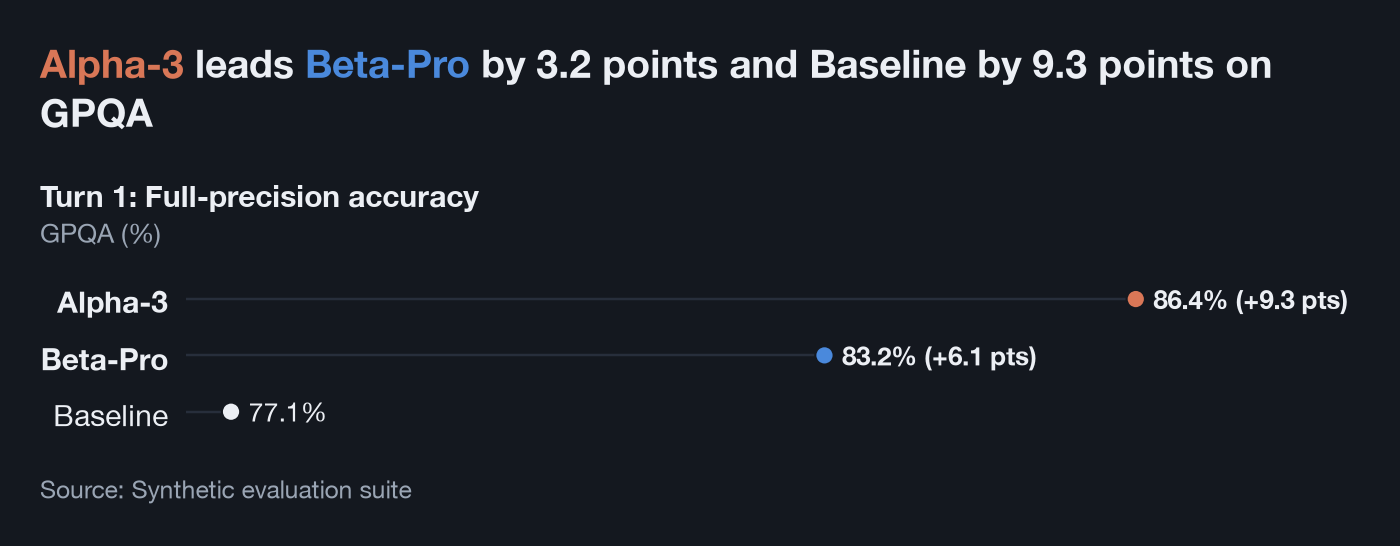 Alpha-3 leads Beta-Pro by 3.2 points and Baseline by 9.3 points on
GPQA
Turn 1: Full-precision accuracy
GPQA (%)
Alpha-3 86.4% (+9.3 pts)
Beta-Pro 83.2% (+6.1 pts)
Baseline 77.1%
Source: Synthetic evaluation suite